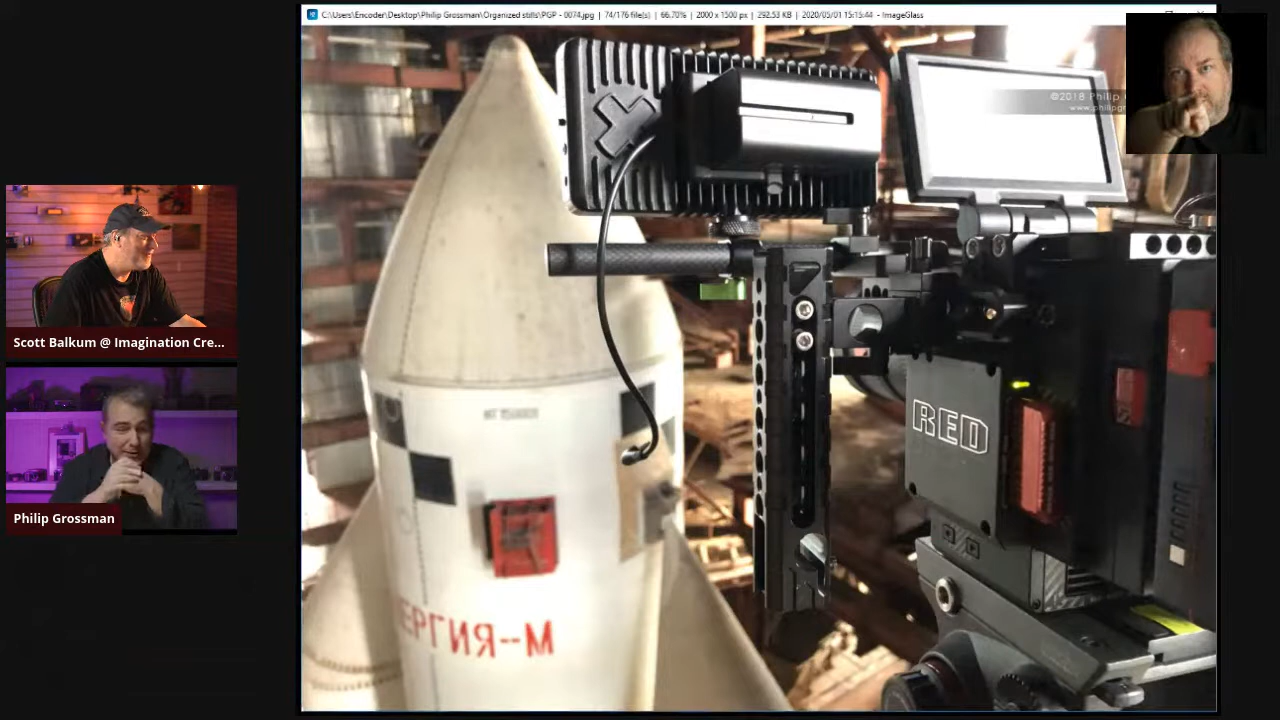 C:\Users\Encoder\Desktop\Philip Grossman\Organized stills\PGP - 0074.jpg | 74/176 file(s) | 66.70% | 2000 x 1500 px | 292.53 KB | 2020/05/01 15:15:44 - ImageGlass
©2018 Philip
www.philipgr
RED
Scott Balkum @ Imagination Cre...
Philip Grossman
ЕРГИЯ--М